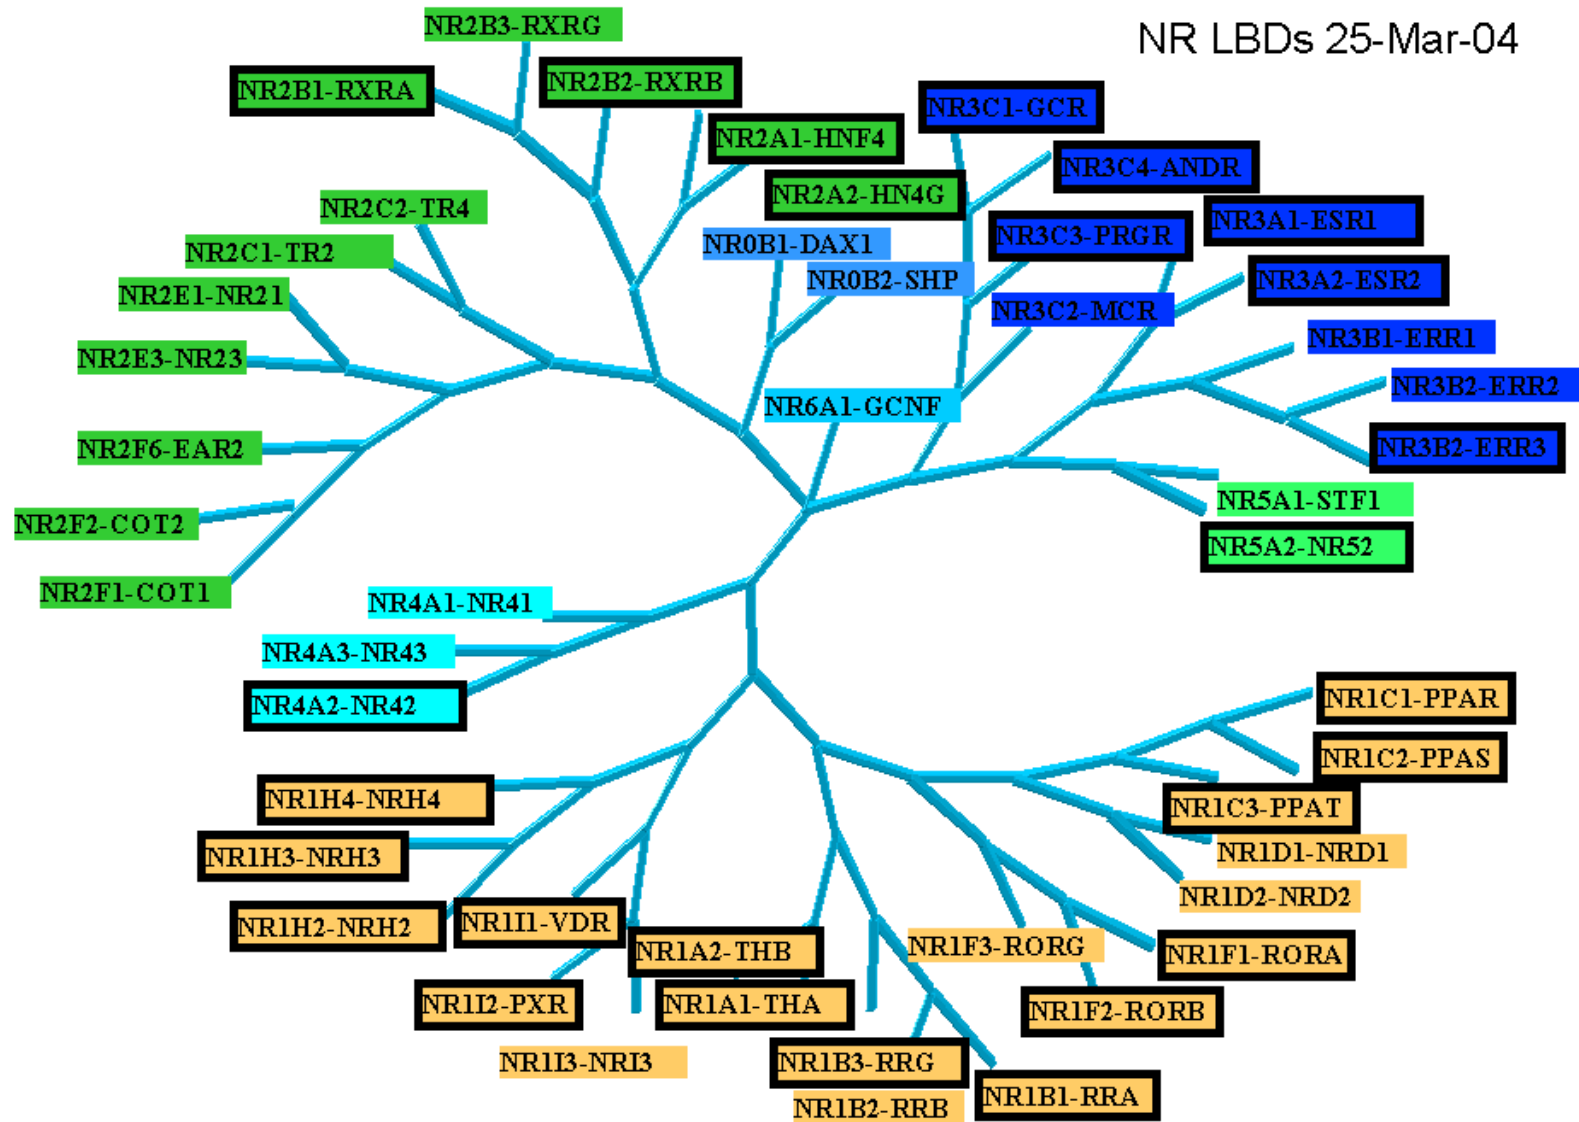 NR2B3-RXRG
NR LBDs 25-Mar-04
NR2B1-RXRA
NR2B2-RXRB
NR3C1-GCR
NR2A1-HNF4
NR3C4-ANDR
NR2A2-HN4G
NR2C2-TR4
NR3A1-ESR1
NR3C3-PRGR
NR0B1-DAX1
NR2C1-TR2
NR0B2-SHP
NR3A2-ESR2
NR2E1-NR21
NR3C2-MCR
NR3B1-ERR1
NR2E3-NR23
NR3B2-ERR2
NR6A1-GCNF
NR2F6-EAR2
NR3B2-ERR3
NR5A1-STF1
NR2F2-COT2
NR5A2-NR52
NR2F1-COT1
NR4A1-NR41
NR4A3-NR43
NR4A2-NR42
NR1C1-PPAR
NR1C2-PPAS
NR1H4-NRH4
NR1C3-PPAT
NR1H3-NRH3
NR1D1-NRD1
NR1D2-NRD2
NR1H2-NRH2
NR1I1-VDR
NR1A2-THB
NR1F3-RORG
NR1F1-RORA
NR1I2-PXR
NR1A1-THA
NR1F2-RORB
NR1I3-NRI3
NR1B3-RRG
NR1B1-RRA
NR1B2-RRB